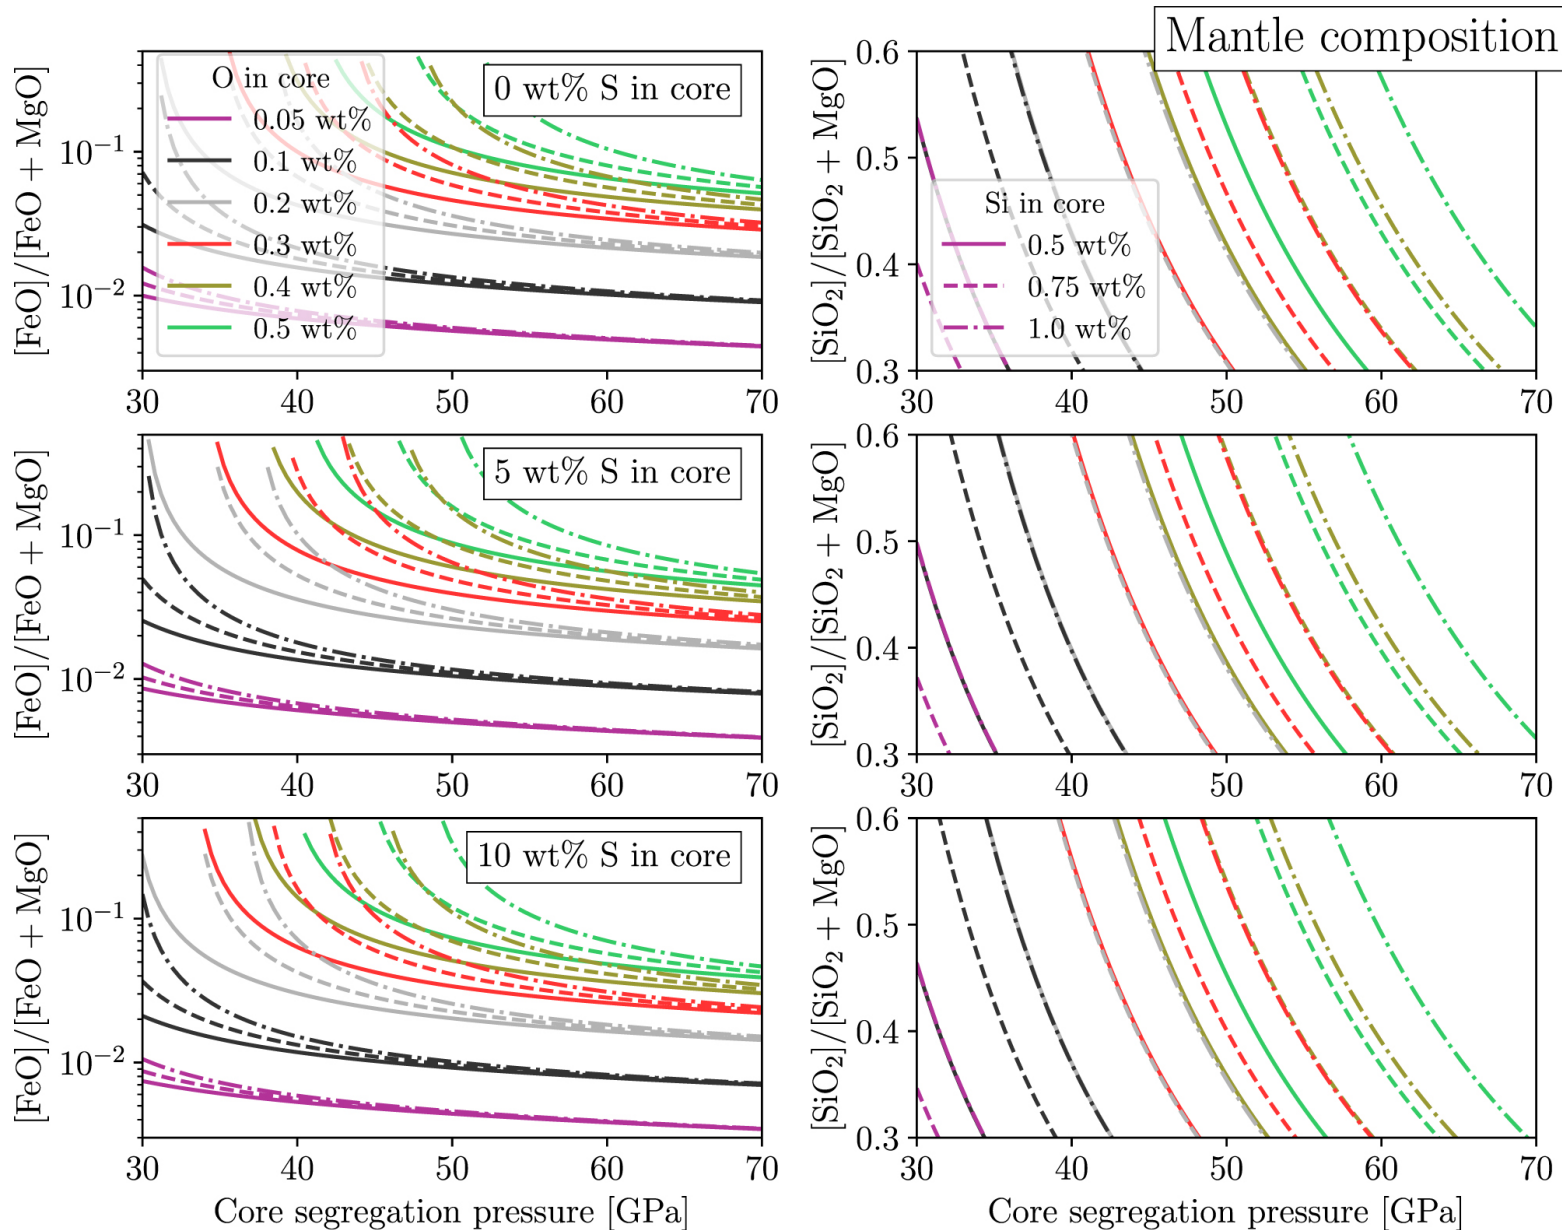 Mantle composition
[FeO]/[FeO + MgO]
10⁻¹
10⁻²
O in core
0.05 wt%
0.1 wt%
0.2 wt%
0.3 wt%
0.4 wt%
0.5 wt%
0 wt% S in core
30 40 50 60 70
[SiO₂]/[SiO₂ + MgO]
0.6
0.5
0.4
0.3
Si in core
0.5 wt%
0.75 wt%
1.0 wt%
30 40 50 60 70
[FeO]/[FeO + MgO]
10⁻¹
10⁻²
5 wt% S in core
30 40 50 60 70
[SiO₂]/[SiO₂ + MgO]
0.6
0.5
0.4
0.3
30 40 50 60 70
[FeO]/[FeO + MgO]
10⁻¹
10⁻²
10 wt% S in core
30 40 50 60 70
Core segregation pressure [GPa]
[SiO₂]/[SiO₂ + MgO]
0.6
0.5
0.4
0.3
30 40 50 60 70
Core segregation pressure [GPa]